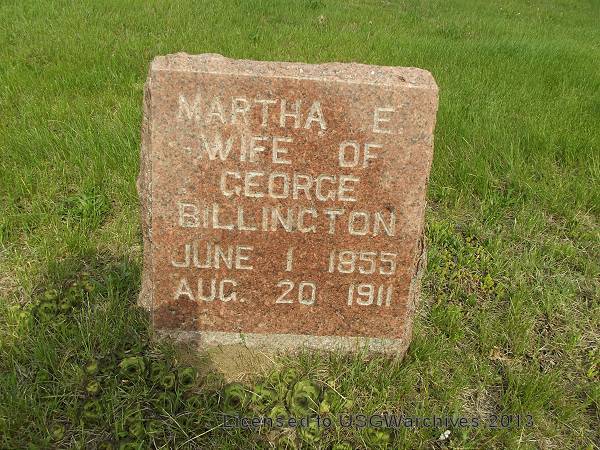 MARTHA E.
WIFE OF
GEORGE
BILLINGTON
JUNE 1 1855
AUG. 20 1911
Licensed to USGWarchives 2013